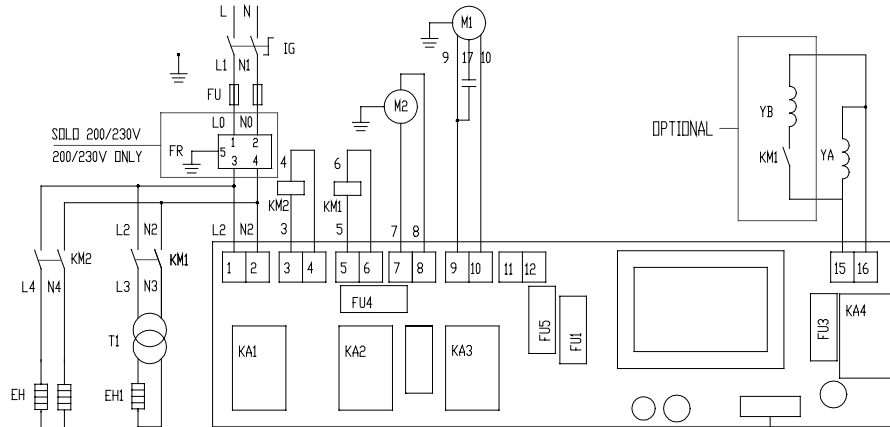 L N
IG
L1 N1
FU
L0 N0
SOLO 200/230V
200/230V ONLY
FR
1 2
5
3 4
M1
9 17 10
M2
4
KM2
3
6
KM1
5
7 8
OPTIONAL
YB
KM1
YA
L2 N2
L2 N2
KM2
KM1
L4 N4
L3 N3
T1
EH
EH1
1 2 3 4 5 6 7 8 9 10 11 12 15 16
FU4
KA1
KA2
KA3
FU5
FU1
FU3
KA4